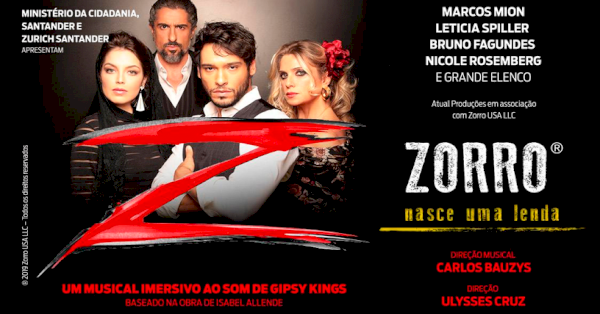 MINISTÉRIO DA CIDADANIA,
SANTANDER E
ZURICH SANTANDER
APRESENTAM
© 2019 Zorro USA LLC – Todos os direitos reservados
Z
UM MUSICAL IMERSIVO AO SOM DE GIPSY KINGS
BASEADO NA OBRA DE ISABEL ALLENDE
MARCOS MION
LETICIA SPILLER
BRUNO FAGUNDES
NICOLE ROSEMBERG
E GRANDE ELENCO
Atual Produções em associação
com Zorro USA LLC
ZORRO®
nasce uma lenda
DIREÇÃO MUSICAL
CARLOS BAUZYS
DIREÇÃO
ULYSSES CRUZ